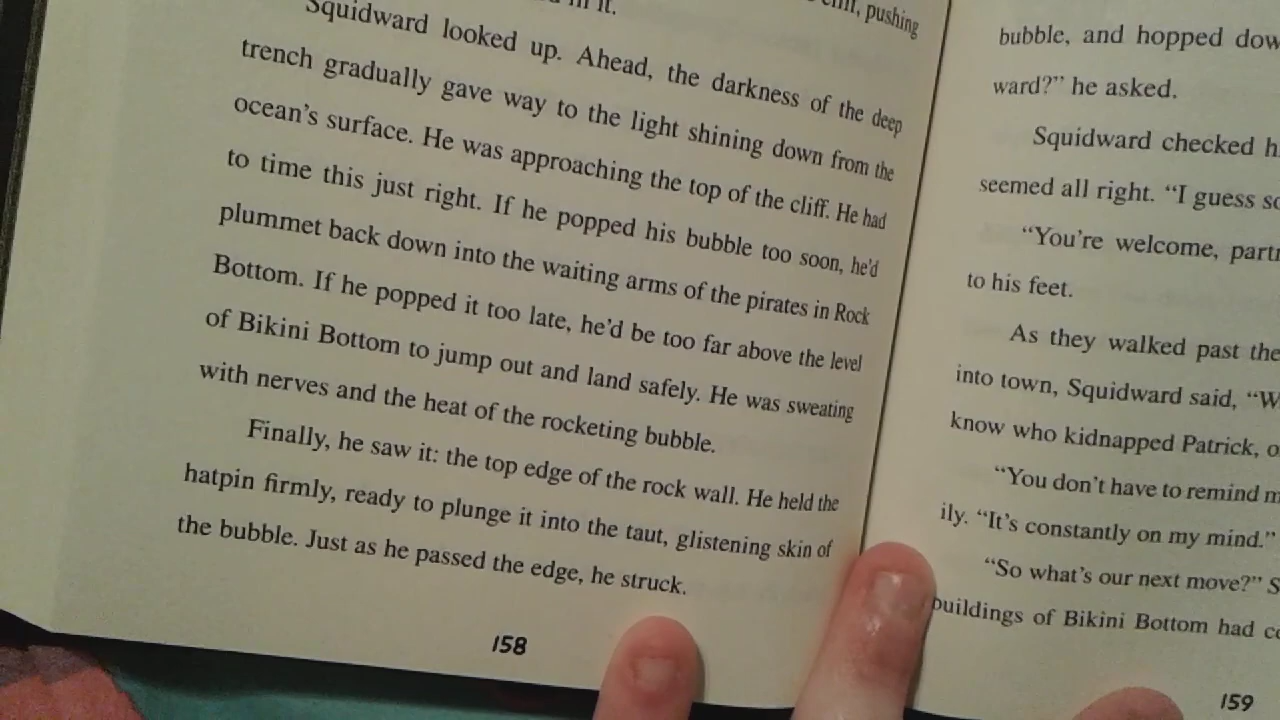 in it.
cliff, pushing
Squidward looked up. Ahead, the darkness of the deep
trench gradually gave way to the light shining down from the
ocean's surface. He was approaching the top of the cliff. He had
to time this just right. If he popped his bubble too soon, he'd
plummet back down into the waiting arms of the pirates in Rock
Bottom. If he popped it too late, he'd be too far above the level
of Bikini Bottom to jump out and land safely. He was sweating
with nerves and the heat of the rocketing bubble.
Finally, he saw it: the top edge of the rock wall. He held the
hatpin firmly, ready to plunge it into the taut, glistening skin of
the bubble. Just as he passed the edge, he struck.
158
bubble, and hopped dow
ward?” he asked.
Squidward checked h
seemed all right. “I guess so
“You're welcome, partn
to his feet.
As they walked past the
into town, Squidward said, “W
know who kidnapped Patrick, o
“You don't have to remind m
ily. “It's constantly on my mind.”
“So what's our next move?” S
buildings of Bikini Bottom had co
159